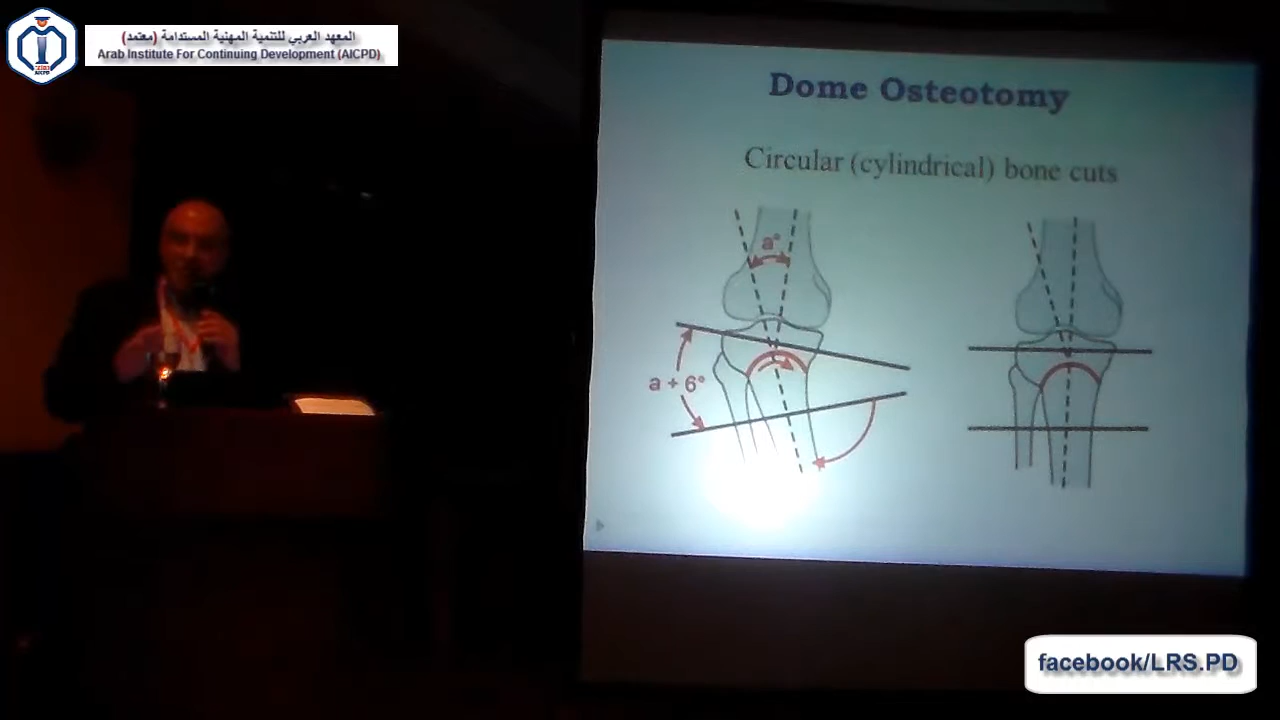 المعهد العربي للتنمية المهنية المستدامة (معتمد)
Arab Institute For Continuing Development (AICPD)
AICPD
Dome Osteotomy
Circular (cylindrical) bone cuts
a°
a + 6°
facebook/LRS.PD